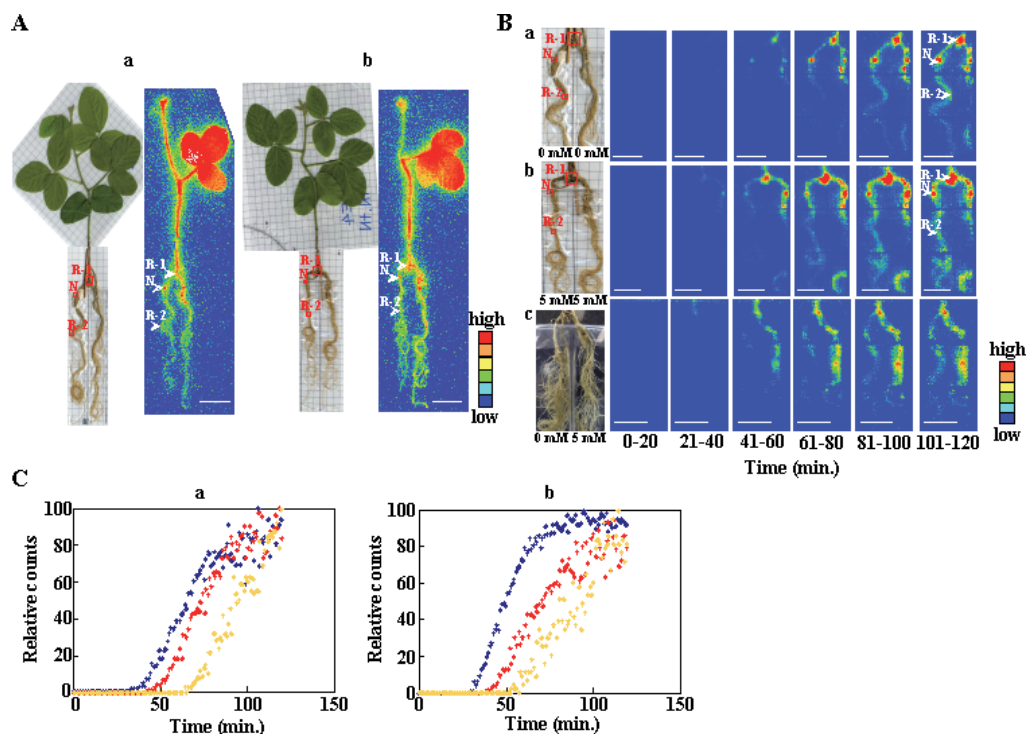 A
a
b
R-1
N
R-2
R-1
N
R-2
R-1
N
R-2
R-1
N
R-2
high
low
B
a
R-1
N
R-2
0 mM 0 mM
R-1
N
R-2
b
R-1
N
R-2
5 mM 5 mM
R-1
N
R-2
c
0 mM 5 mM
high
low
0-20 21-40 41-60 61-80 81-100 101-120
Time (min.)
C
a
Relative counts
100
80
60
40
20
0
0 50 100 150
Time (min.)
b
Relative counts
100
80
60
40
20
0
0 50 100 150
Time (min.)